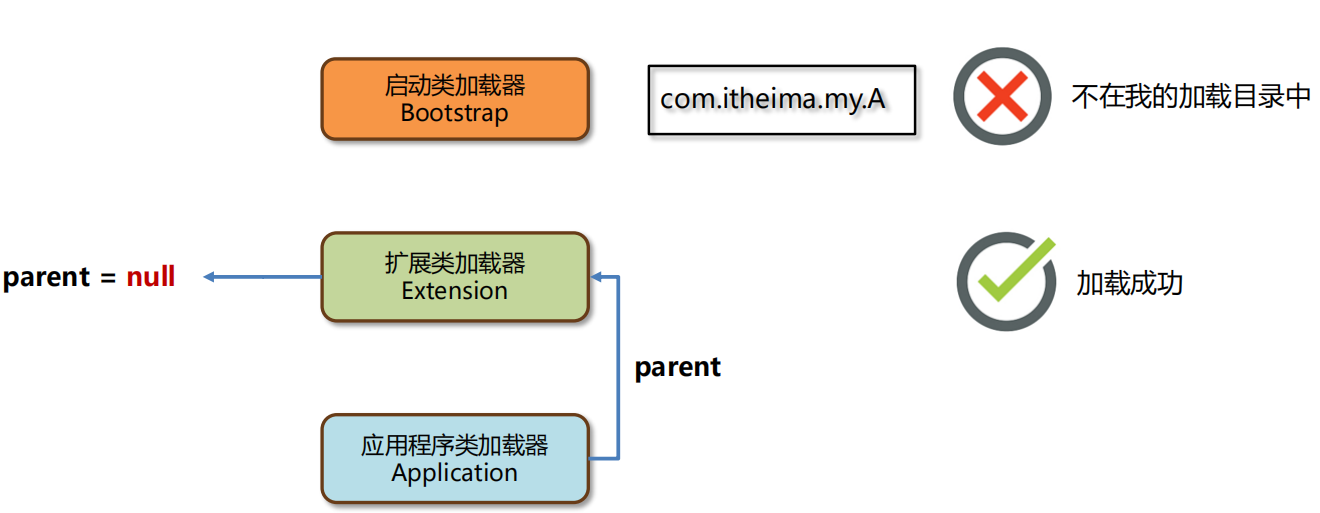 启动类加载器
Bootstrap
com.itheima.my.A
不在我的加载目录中
parent = null
扩展类加载器
Extension
加载成功
parent
应用程序类加载器
Application